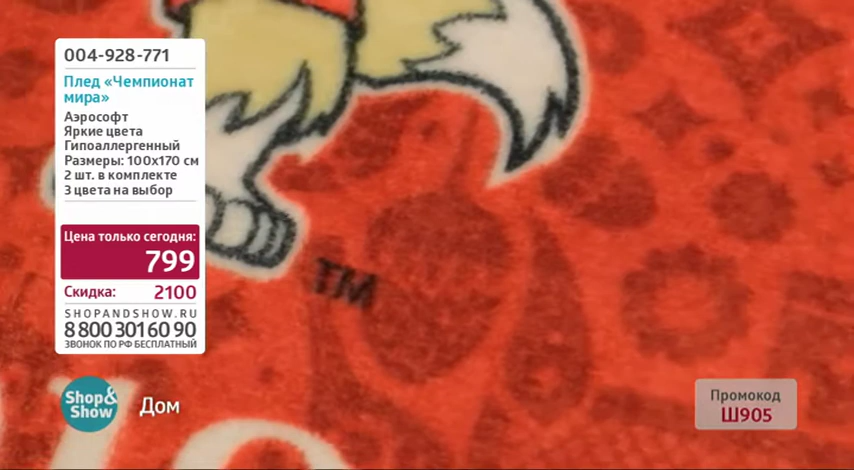 004-928-771
Плед «Чемпионат
мира»
Аэрософт
Яркие цвета
Гипоаллергенный
Размеры: 100x170 см
2 шт. в комплекте
3 цвета на выбор
Цена только сегодня:
799
Скидка: 2100
SHOPANDSHOW.RU
8 800 301 60 90
ЗВОНОК ПО РФ БЕСПЛАТНЫЙ
TM
Shop&
Show
Дом
Промокод
Ш905